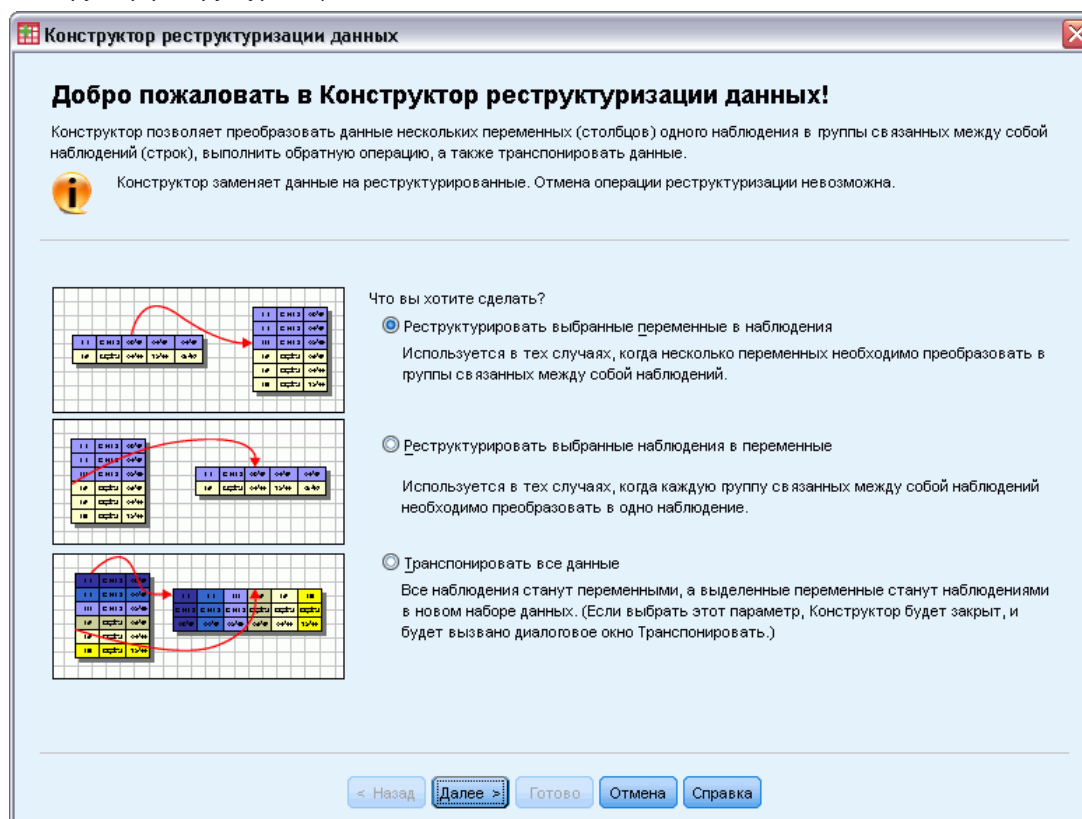 Конструктор реструктуризации данных
Добро пожаловать в Конструктор реструктуризации данных!
Конструктор позволяет преобразовать данные нескольких переменных (столбцов) одного наблюдения в группы связанных между собой
наблюдений (строк), выполнить обратную операцию, а также транспонировать данные.
Конструктор заменяет данные на реструктурированные. Отмена операции реструктуризации невозможна.
Что вы хотите сделать?
Реструктурировать выбранные переменные в наблюдения
Используется в тех случаях, когда несколько переменных необходимо преобразовать в
группы связанных между собой наблюдений.
Реструктурировать выбранные наблюдения в переменные
Используется в тех случаях, когда каждую группу связанных между собой наблюдений
необходимо преобразовать в одно наблюдение.
Транспонировать все данные
Все наблюдения станут переменными, а выделенные переменные станут наблюдениями
в новом наборе данных. (Если выбрать этот параметр, Конструктор будет закрыт, и
будет вызвано диалоговое окно Транспонировать.)
< Назад Далее > Готово Отмена Справка